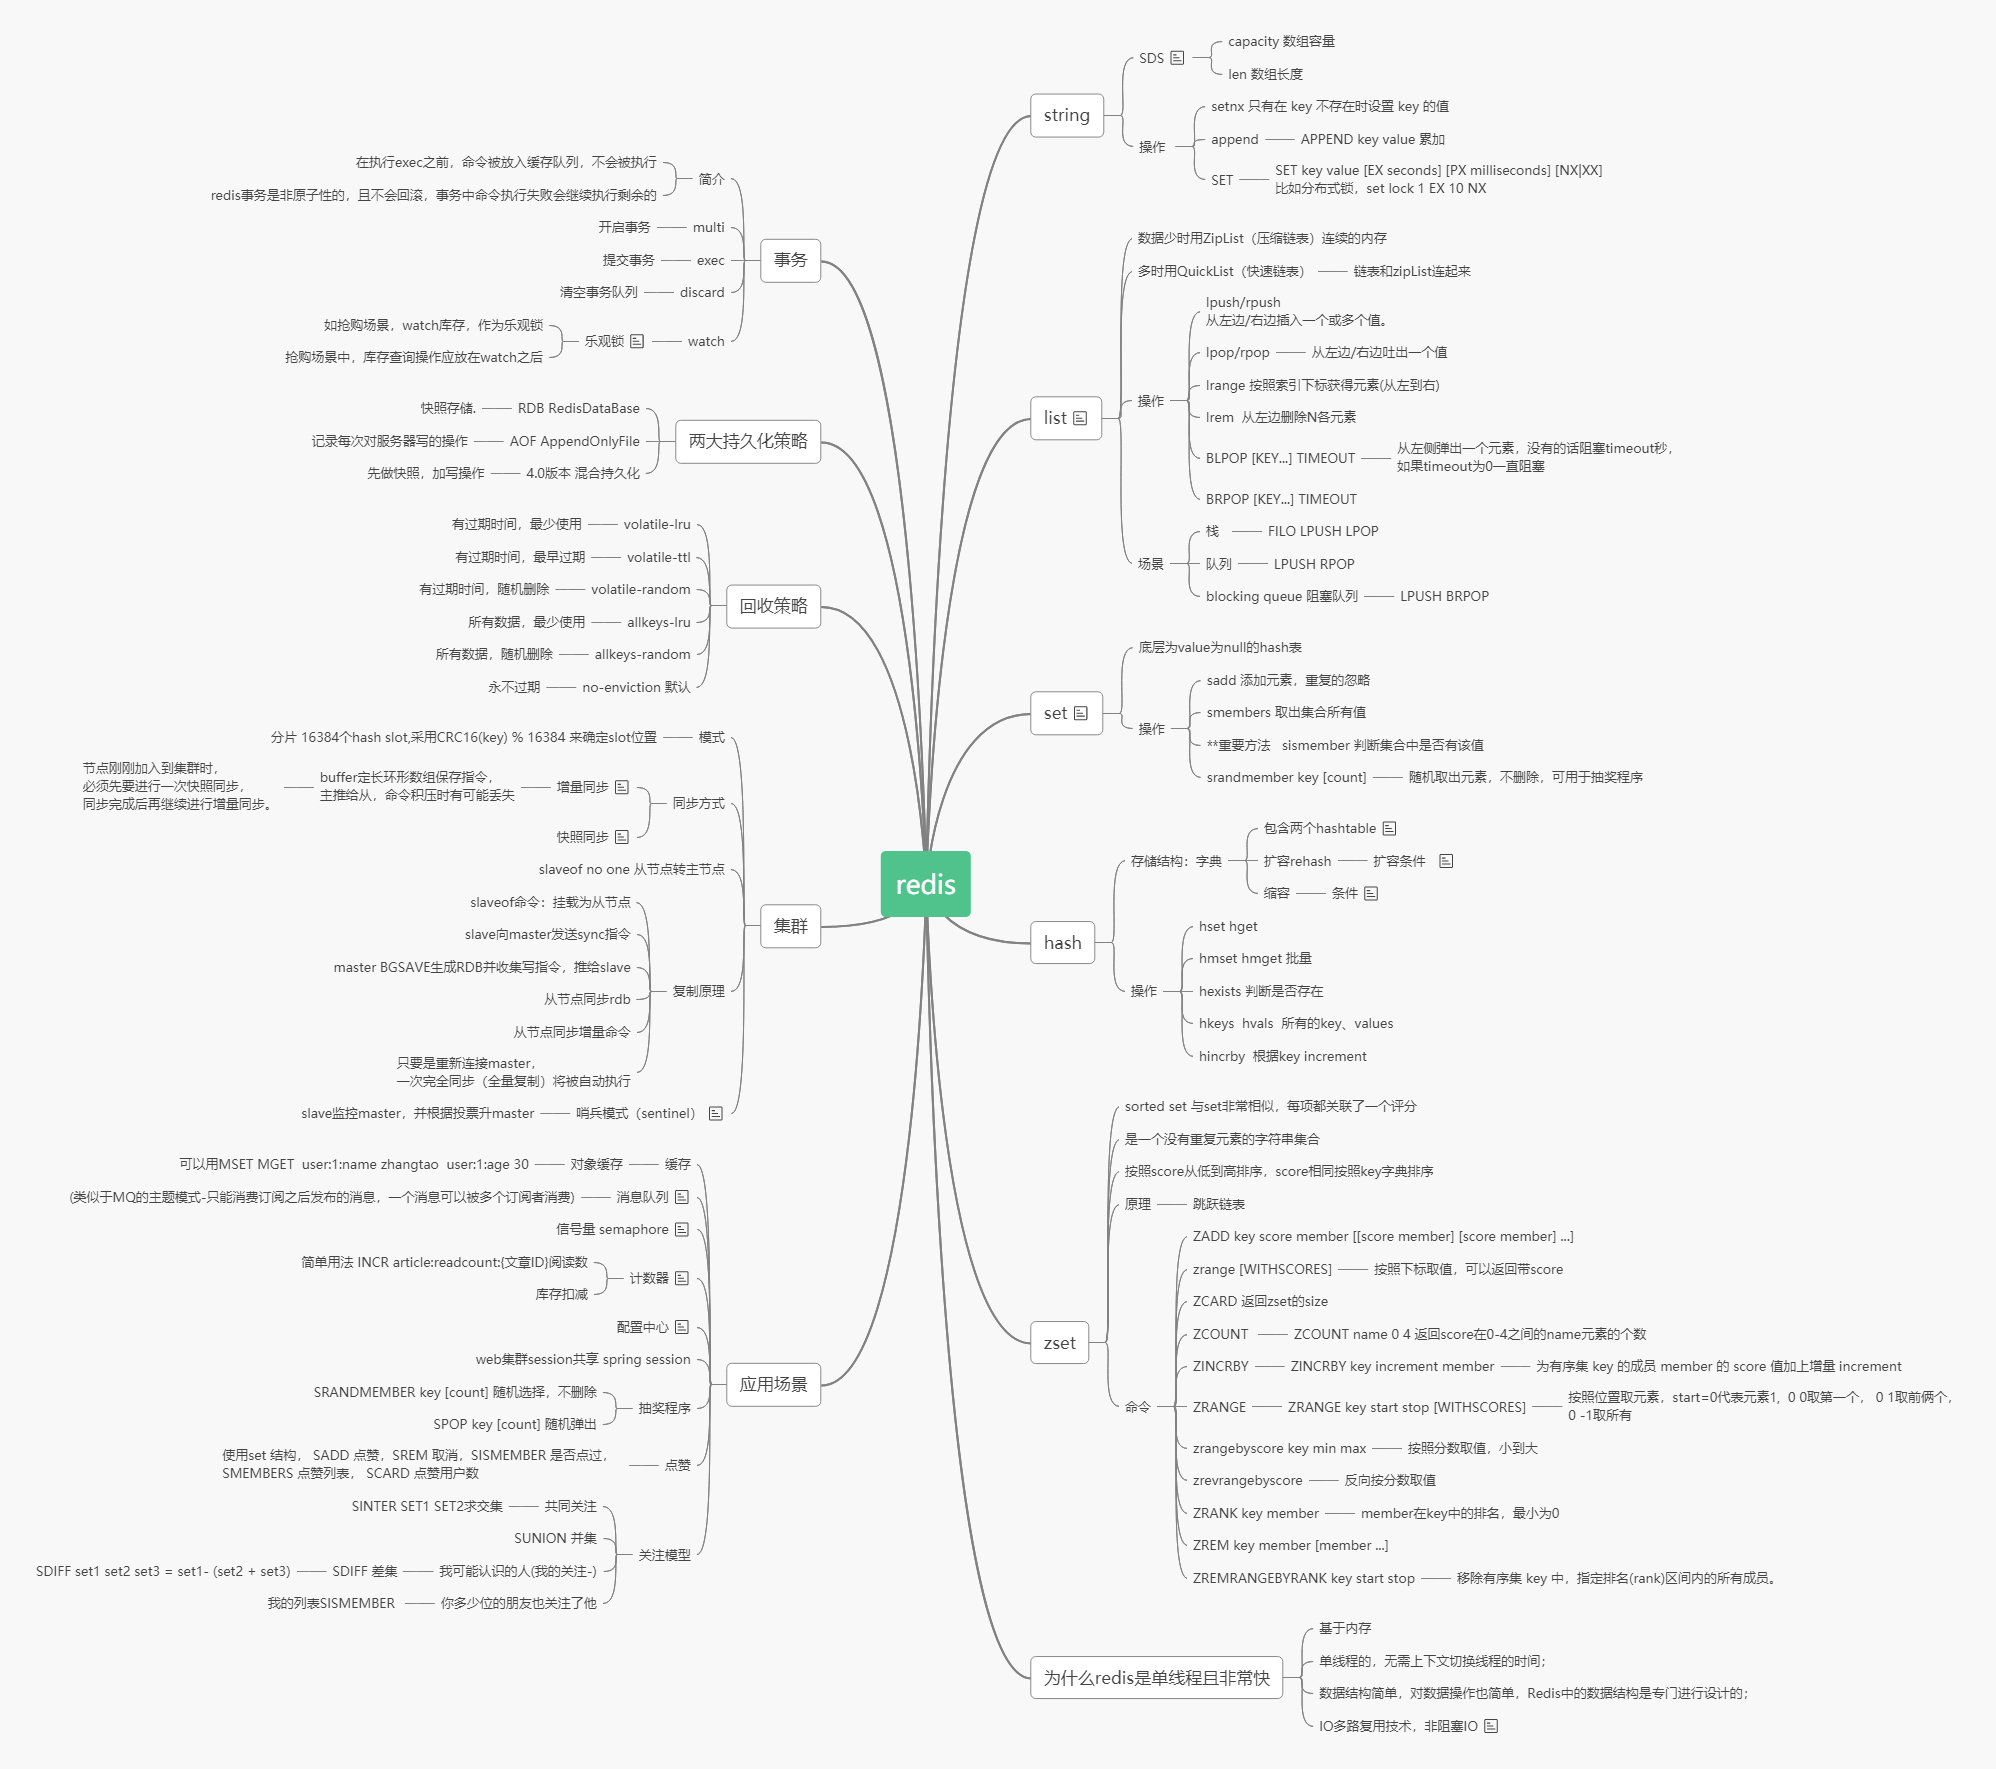 redis
string
SDS
capacity 数组容量
len 数组长度
操作
setnx 只有在 key 不存在时设置 key 的值
append
APPEND key value 累加
SET
SET key value [EX seconds] [PX milliseconds] [NX|XX]
比如分布式锁，set lock 1 EX 10 NX
list
数据少时用ZipList（压缩链表）连续的内存
多时用QuickList（快速链表）
链表和zipList连起来
操作
lpush/rpush
从左边/右边插入一个或多个值。
lpop/rpop
从左边/右边吐出一个值
lrange 按照索引下标获得元素(从左到右)
lrem  从左边删除N各元素
BLPOP [KEY...] TIMEOUT
从左侧弹出一个元素，没有的话阻塞timeout秒，
如果timeout为0一直阻塞
BRPOP [KEY...] TIMEOUT
场景
栈
FILO LPUSH LPOP
队列
LPUSH RPOP
blocking queue 阻塞队列
LPUSH BRPOP
set
底层为value为null的hash表
操作
sadd 添加元素，重复的忽略
smembers 取出集合所有值
**重要方法   sismember 判断集合中是否有该值
srandmember key [count]
随机取出元素，不删除，可用于抽奖程序
hash
存储结构：字典
包含两个hashtable
扩容rehash
扩容条件
缩容
条件
操作
hset hget
hmset hmget 批量
hexists 判断是否存在
hkeys  hvals  所有的key、values
hincrby  根据key increment
zset
sorted set 与set非常相似，每项都关联了一个评分
是一个没有重复元素的字符串集合
按照score从低到高排序，score相同按照key字典排序
原理
跳跃链表
命令
ZADD key score member [[score member] [score member] ...]
zrange [WITHSCORES]
按照下标取值，可以返回带score
ZCARD 返回zset的size
ZCOUNT
ZCOUNT name 0 4 返回score在0-4之间的name元素的个数
ZINCRBY
ZINCRBY key increment member
为有序集 key 的成员 member 的 score 值加上增量 increment
ZRANGE
ZRANGE key start stop [WITHSCORES]
按照位置取元素，start=0代表元素1，0 0取第一个， 0 1取前俩个，
0 -1取所有
zrangebyscore key min max
按照分数取值，小到大
zrevrangebyscore
反向按分数取值
ZRANK key member
member在key中的排名，最小为0
ZREM key member [member ...]
ZREMRANGEBYRANK key start stop
移除有序集 key 中，指定排名(rank)区间内的所有成员。
为什么redis是单线程且非常快
基于内存
单线程的，无需上下文切换线程的时间；
数据结构简单，对数据操作也简单，Redis中的数据结构是专门进行设计的；
IO多路复用技术，非阻塞IO
事务
简介
在执行exec之前，命令被放入缓存队列，不会被执行
redis事务是非原子性的，且不会回滚，事务中命令执行失败会继续执行剩余的
multi
开启事务
exec
提交事务
discard
清空事务队列
watch
乐观锁
如抢购场景，watch库存，作为乐观锁
抢购场景中，库存查询操作应放在watch之后
两大持久化策略
RDB RedisDataBase
快照存储.
AOF AppendOnlyFile
记录每次对服务器写的操作
4.0版本 混合持久化
先做快照，加写操作
回收策略
volatile-lru
有过期时间，最少使用
volatile-ttl
有过期时间，最早过期
volatile-random
有过期时间，随机删除
allkeys-lru
所有数据，最少使用
allkeys-random
所有数据，随机删除
no-enviction 默认
永不过期
集群
模式
分片 16384个hash slot,采用CRC16(key) % 16384 来确定slot位置
同步方式
增量同步
buffer定长环形数组保存指令，
主推给从，命令积压时有可能丢失
节点刚刚加入到集群时，
必须先要进行一次快照同步，
同步完成后再继续进行增量同步。
快照同步
slaveof no one 从节点转主节点
复制原理
slaveof命令：挂载为从节点
slave向master发送sync指令
master BGSAVE生成RDB并收集写指令，推给slave
从节点同步rdb
从节点同步增量命令
只要是重新连接master，
一次完全同步（全量复制）将被自动执行
哨兵模式（sentinel）
slave监控master，并根据投票升master
应用场景
缓存
对象缓存
可以用MSET MGET  user:1:name zhangtao  user:1:age 30
消息队列
(类似于MQ的主题模式-只能消费订阅之后发布的消息，一个消息可以被多个订阅者消费)
信号量 semaphore
计数器
简单用法 INCR article:readcount:{文章ID}阅读数
库存扣减
配置中心
web集群session共享 spring session
抽奖程序
SRANDMEMBER key [count] 随机选择，不删除
SPOP key [count] 随机弹出
点赞
使用set 结构， SADD 点赞，SREM 取消，SISMEMBER 是否点过，
SMEMBERS 点赞列表， SCARD 点赞用户数
关注模型
共同关注
SINTER SET1 SET2求交集
SUNION 并集
我可能认识的人(我的关注-)
SDIFF 差集
SDIFF set1 set2 set3 = set1- (set2 + set3)
你多少位的朋友也关注了他
我的列表SISMEMBER